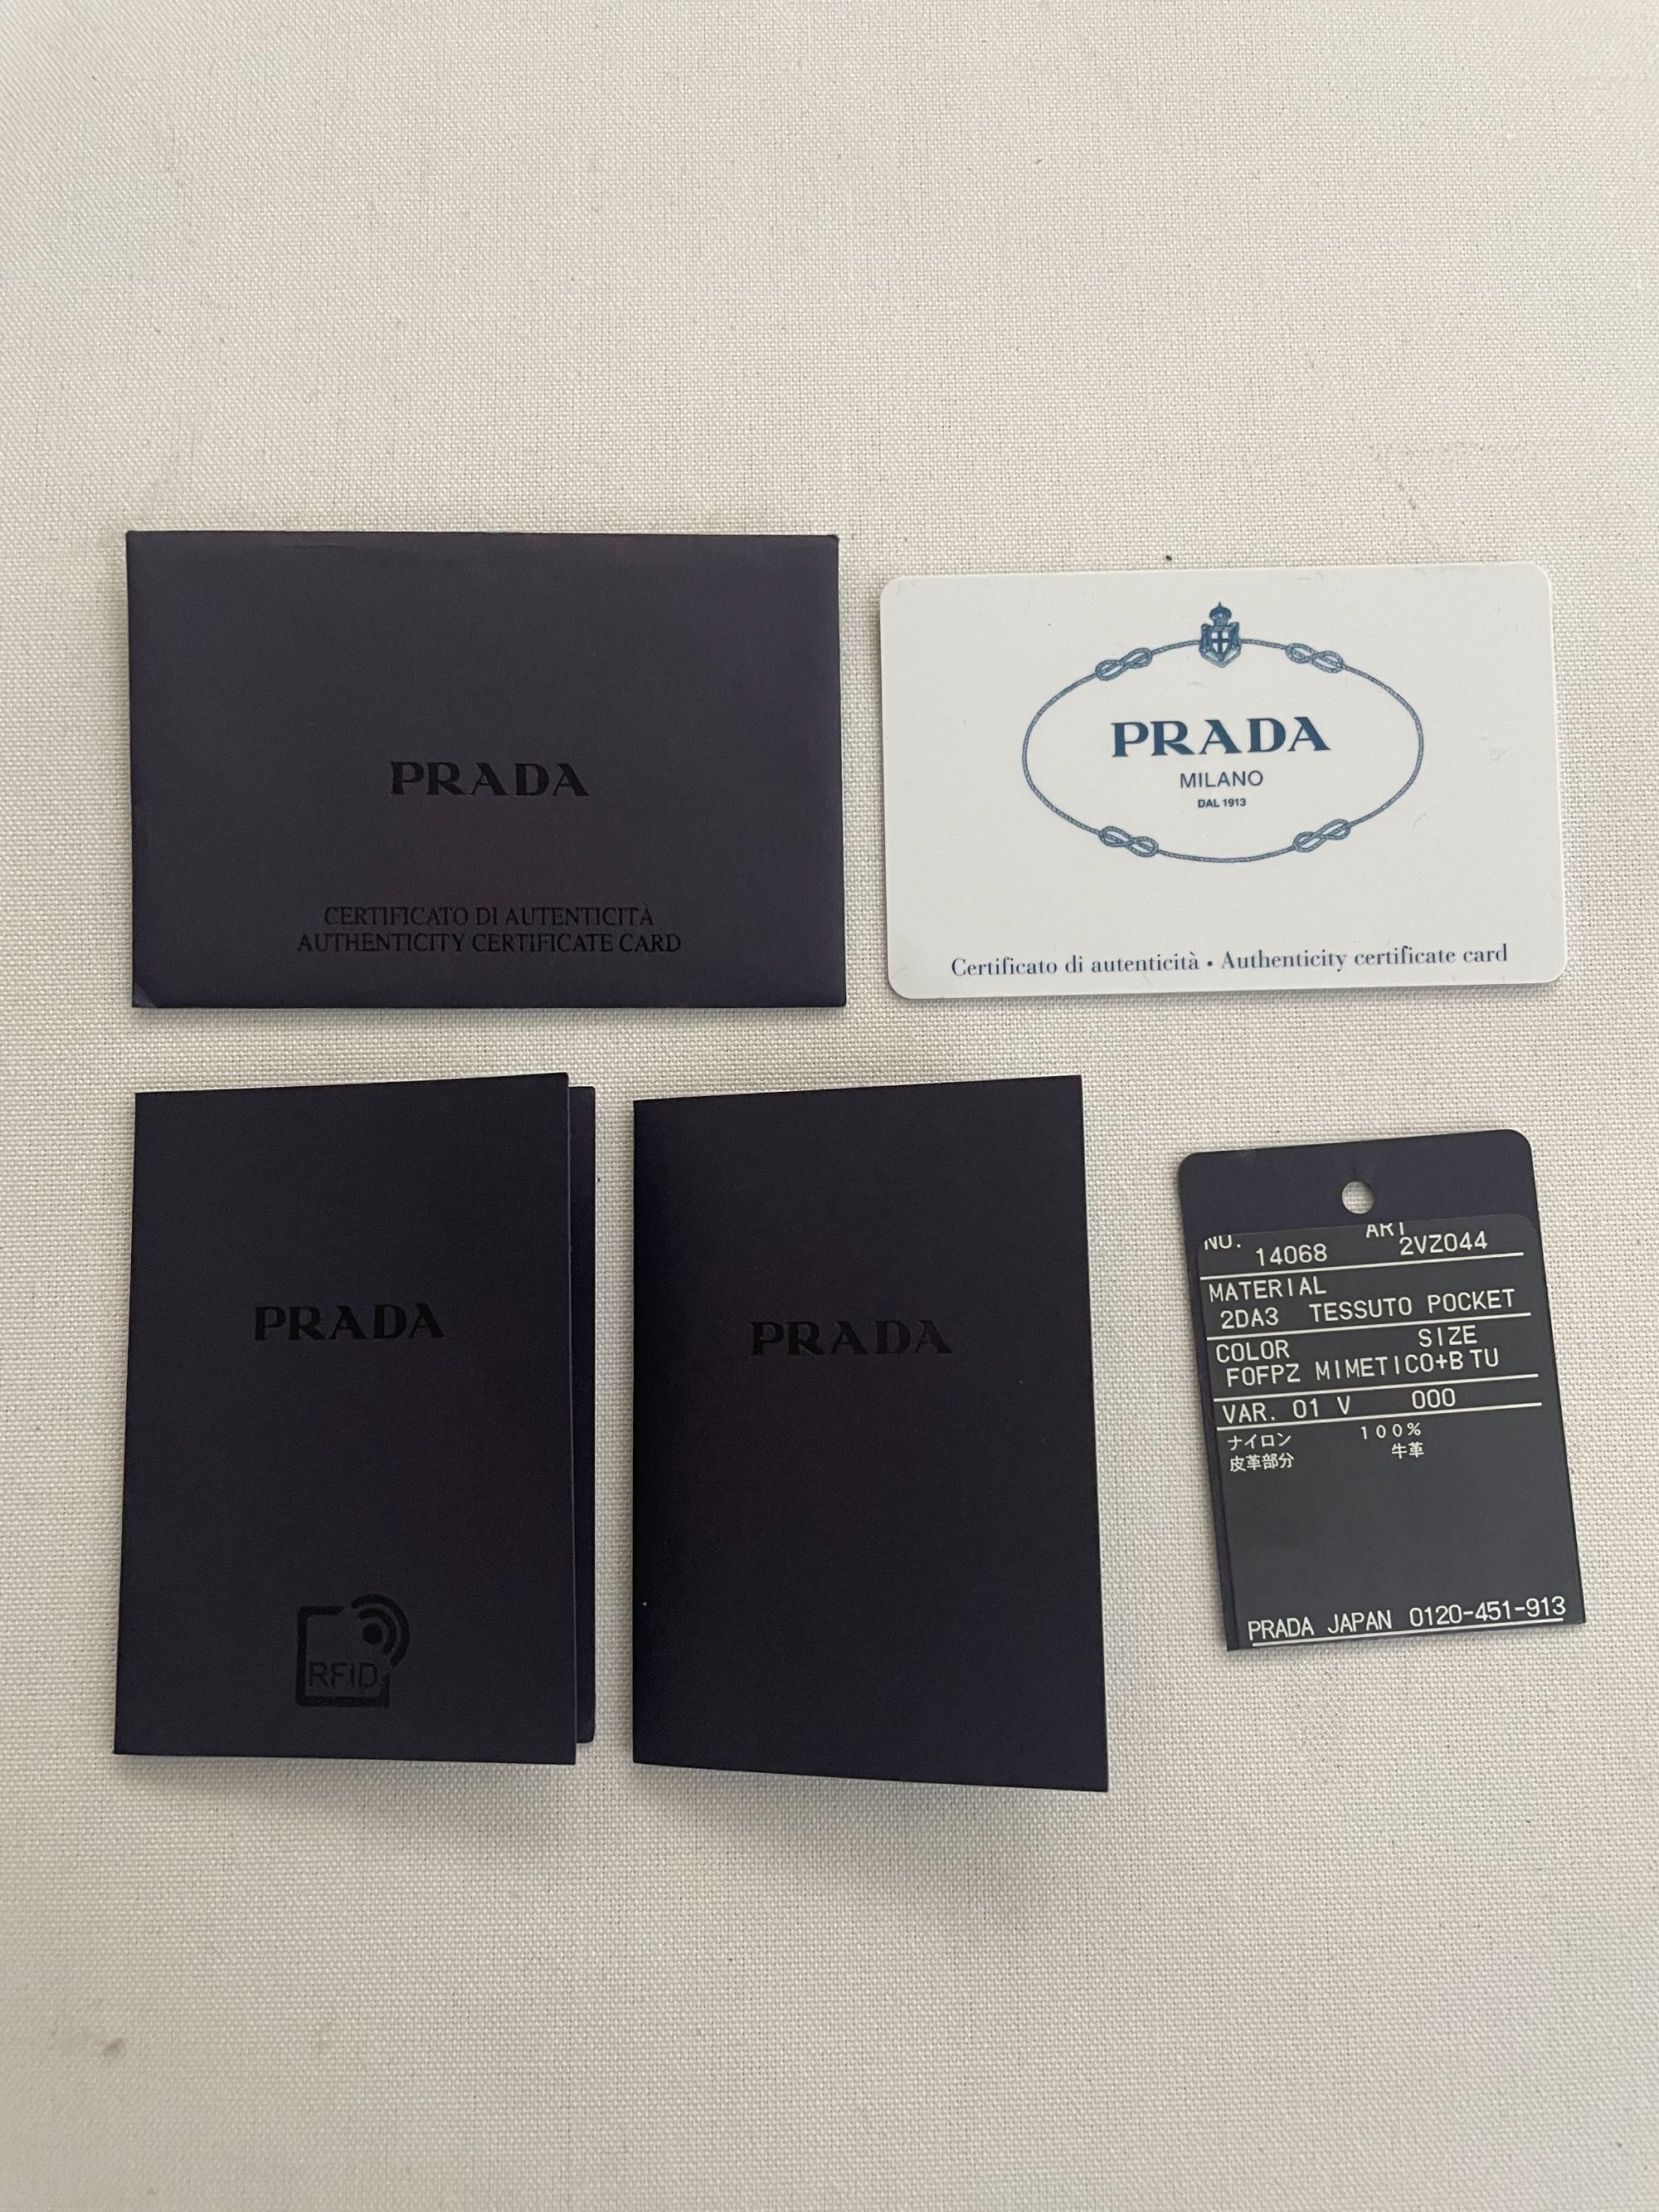 PRADA
CERTIFICATO DI AUTENTICITÀ
AUTHENTICITY CERTIFICATE CARD
PRADA
MILANO
DAL 1913
Certificato di autenticità • Authenticity certificate card
PRADA
RFID
PRADA
NO. ART
14068 2VZ044
MATERIAL
2DA3 TESSUTO POCKET
COLOR SIZE
F0FPZ MIMETICO+B TU
VAR. 01 V 000
ナイロン 100%
皮革部分 牛革
PRADA JAPAN 0120-451-913